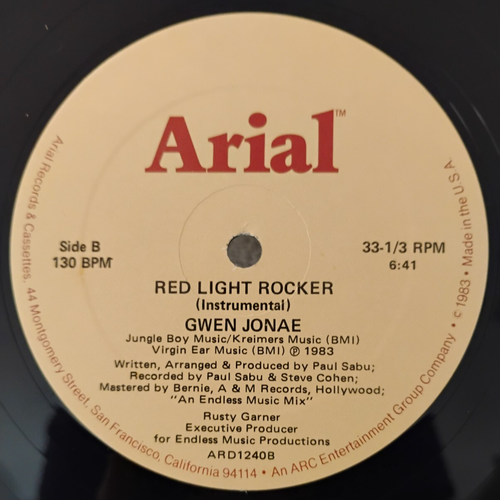 Arial™
Side B
130 BPM
33-1/3 RPM
6:41
RED LIGHT ROCKER
(Instrumental)
GWEN JONAE
Jungle Boy Music/Kreimers Music (BMI)
Virgin Ear Music (BMI) ℗ 1983
Written, Arranged & Produced by Paul Sabu;
Recorded by Paul Sabu & Steve Cohen;
Mastered by Bernie, A & M Records, Hollywood;
"An Endless Music Mix"
Rusty Garner
Executive Producer
for Endless Music Productions
ARD1240B
Arial Records & Cassettes. 44 Montgomery Street, San Francisco, California 94114 • An ARC Entertainment Group Company • c 1983 • Made in the U S A